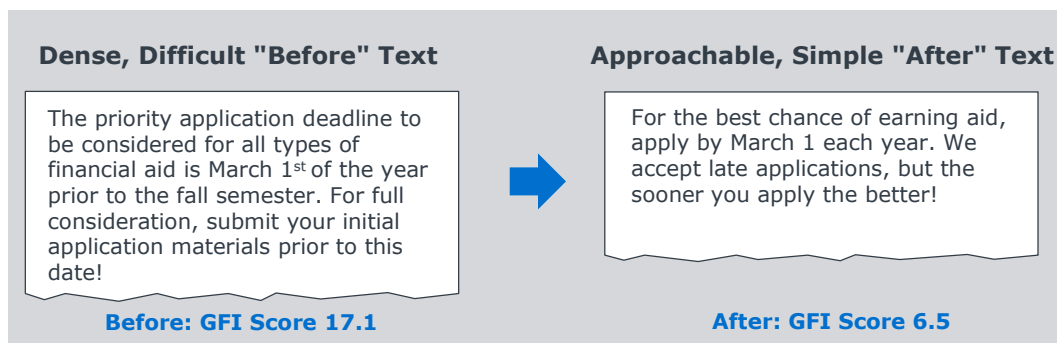 Dense, Difficult "Before" Text
The priority application deadline to
be considered for all types of
financial aid is March 1st of the year
prior to the fall semester. For full
consideration, submit your initial
application materials prior to this
date!
Before: GFI Score 17.1
Approachable, Simple "After" Text
For the best chance of earning aid,
apply by March 1 each year. We
accept late applications, but the
sooner you apply the better!
After: GFI Score 6.5